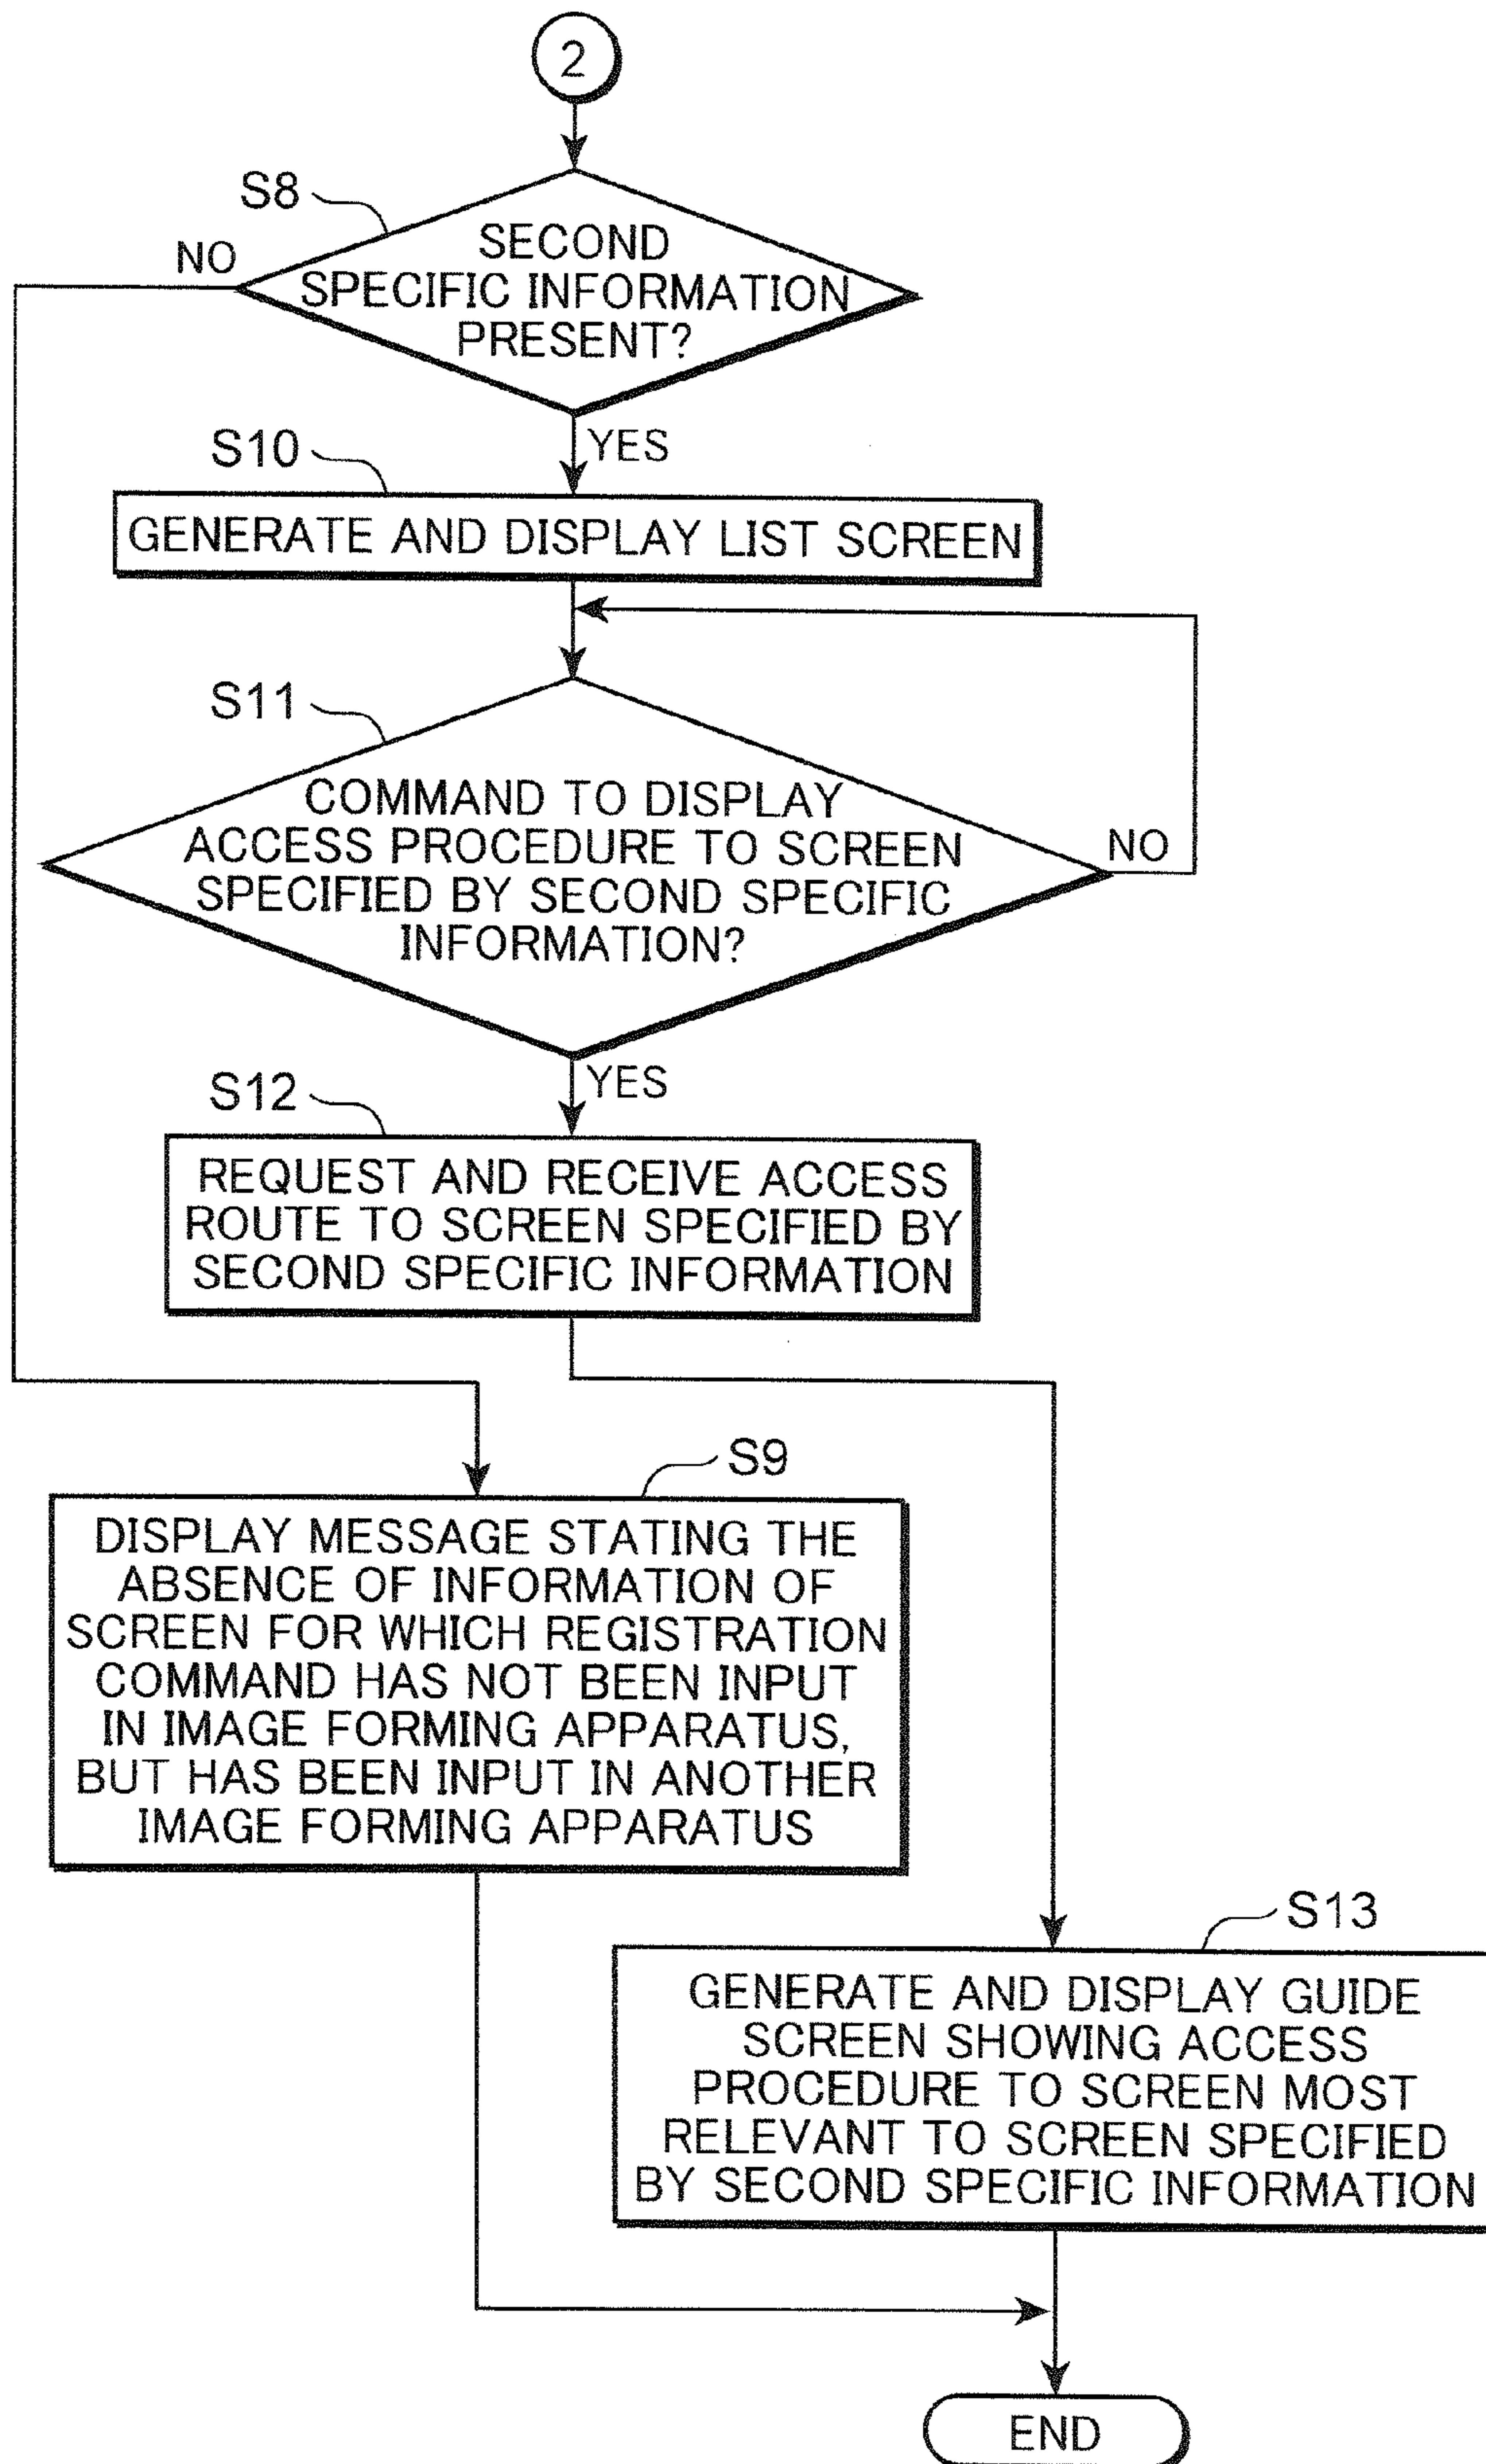 2
S8
NO
SECOND
SPECIFIC INFORMATION
PRESENT?
YES
S10
GENERATE AND DISPLAY LIST SCREEN
S11
COMMAND TO DISPLAY
ACCESS PROCEDURE TO SCREEN
SPECIFIED BY SECOND SPECIFIC
INFORMATION?
NO
YES
S12
REQUEST AND RECEIVE ACCESS
ROUTE TO SCREEN SPECIFIED BY
SECOND SPECIFIC INFORMATION
S9
DISPLAY MESSAGE STATING THE
ABSENCE OF INFORMATION OF
SCREEN FOR WHICH REGISTRATION
COMMAND HAS NOT BEEN INPUT
IN IMAGE FORMING APPARATUS,
BUT HAS BEEN INPUT IN ANOTHER
IMAGE FORMING APPARATUS
S13
GENERATE AND DISPLAY GUIDE
SCREEN SHOWING ACCESS
PROCEDURE TO SCREEN MOST
RELEVANT TO SCREEN SPECIFIED
BY SECOND SPECIFIC INFORMATION
END